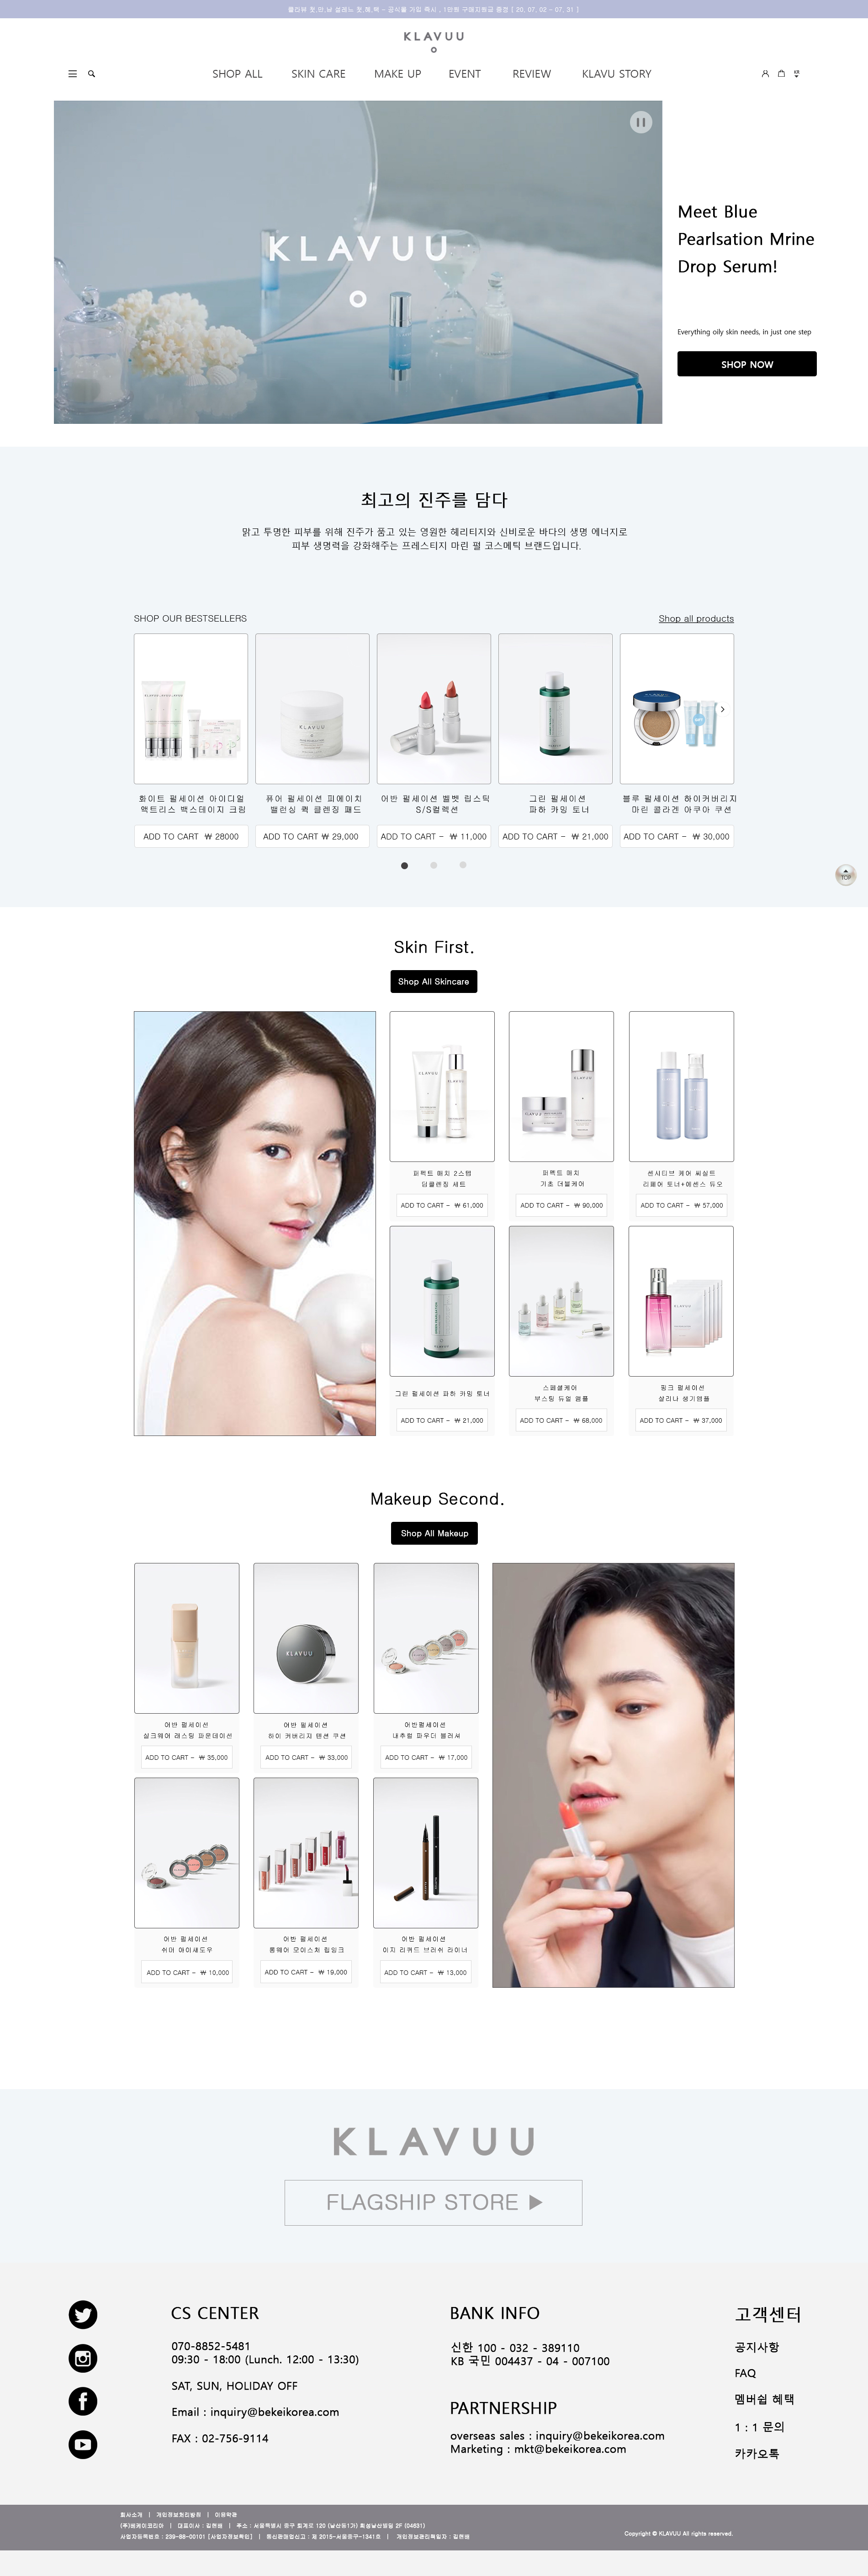 클라뷰 첫.만.남 설레는 첫.혜.택 - 공식몰 가입 즉시 , 1만원 구매지원금 증정 [ 20. 07. 02 - 07. 31 ]
KLAVUU
SHOP ALL SKIN CARE MAKE UP EVENT REVIEW KLAVU STORY
KLAVUU
Meet Blue
Pearlsation Mrine
Drop Serum!
Everything oily skin needs, in just one step
SHOP NOW
최고의 진주를 담다
맑고 투명한 피부를 위해 진주가 품고 있는 영원한 헤리티지와 신비로운 바다의 생명 에너지로
피부 생명력을 강화해주는 프레스티지 마린 펄 코스메틱 브랜드입니다.
SHOP OUR BESTSELLERS
Shop all products
화이트 펄세이션 아이디얼
액트리스 백스테이지 크림
퓨어 펄세이션 피에이치
밸런싱 퀵 클렌징 패드
어반 펄세이션 벨벳 립스틱
S/S컬렉션
그린 펄세이션
파하 카밍 토너
블루 펄세이션 하이커버리지
마린 콜라겐 아쿠아 쿠션
ADD TO CART ₩ 28000
ADD TO CART ₩ 29,000
ADD TO CART - ₩ 11,000
ADD TO CART - ₩ 21,000
ADD TO CART - ₩ 30,000
TOP
Skin First.
Shop All Skincare
퍼펙트 매치 2스텝
딥클렌징 세트
퍼펙트 매치
기초 더블케어
센시티브 케어 씨솔트
리페어 토너+에센스 듀오
ADD TO CART - ₩ 61,000
ADD TO CART - ₩ 90,000
ADD TO CART - ₩ 57,000
그린 펄세이션 파하 카밍 토너
스페셜케어
부스팅 듀얼 앰플
핑크 펄세이션
살리나 생기앰플
ADD TO CART - ₩ 21,000
ADD TO CART - ₩ 68,000
ADD TO CART - ₩ 37,000
Makeup Second.
Shop All Makeup
어반 펄세이션
실크웨어 래스팅 파운데이션
어반 펄세이션
하이 커버리지 텐션 쿠션
어반펄세이션
내추럴 파우더 블러셔
ADD TO CART - ₩ 35,000
ADD TO CART - ₩ 33,000
ADD TO CART - ₩ 17,000
어반 펄세이션
쉬머 아이섀도우
어반 펄세이션
롱웨어 모이스처 립잉크
어반 펄세이션
이지 리퀴드 브러쉬 라이너
ADD TO CART - ₩ 10,000
ADD TO CART - ₩ 19,000
ADD TO CART - ₩ 13,000
KLAVUU
FLAGSHIP STORE ▶
CS CENTER
070-8852-5481
09:30 - 18:00 (Lunch. 12:00 - 13:30)
SAT, SUN, HOLIDAY OFF
Email : inquiry@bekeikorea.com
FAX : 02-756-9114
BANK INFO
신한 100 - 032 - 389110
KB 국민 004437 - 04 - 007100
PARTNERSHIP
overseas sales : inquiry@bekeikorea.com
Marketing : mkt@bekeikorea.com
고객센터
공지사항
FAQ
멤버쉽 혜택
1 : 1 문의
카카오톡
회사소개 | 개인정보처리방침 | 이용약관
(주)베케이코리아 | 대표이사 : 김현배 | 주소 : 서울특별시 중구 퇴계로 120 (남산동1가) 희성남산빌딩 2F (04631)
사업자등록번호 : 239-88-00101 [사업자정보확인] | 통신판매업신고 : 제 2015-서울중구-1341호 | 개인정보관리책임자 : 김현배
Copright © KLAVUU All rights reserved.